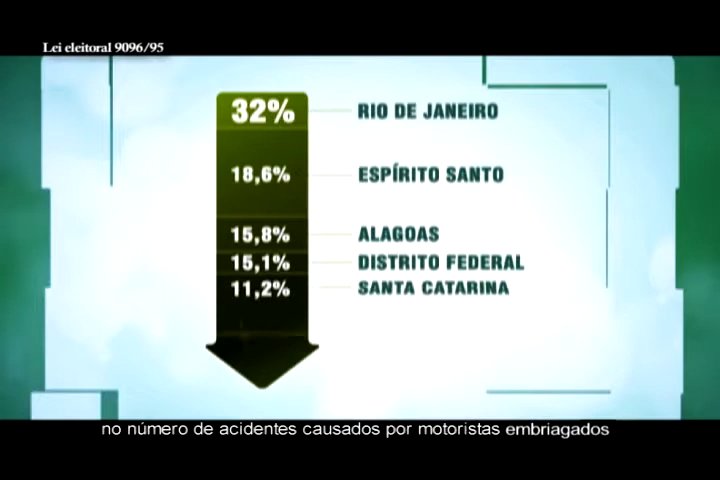 Lei eleitoral 9096/95
32% RIO DE JANEIRO
18,6% ESPÍRITO SANTO
15,8% ALAGOAS
15,1% DISTRITO FEDERAL
11,2% SANTA CATARINA
no número de acidentes causados por motoristas embriagados